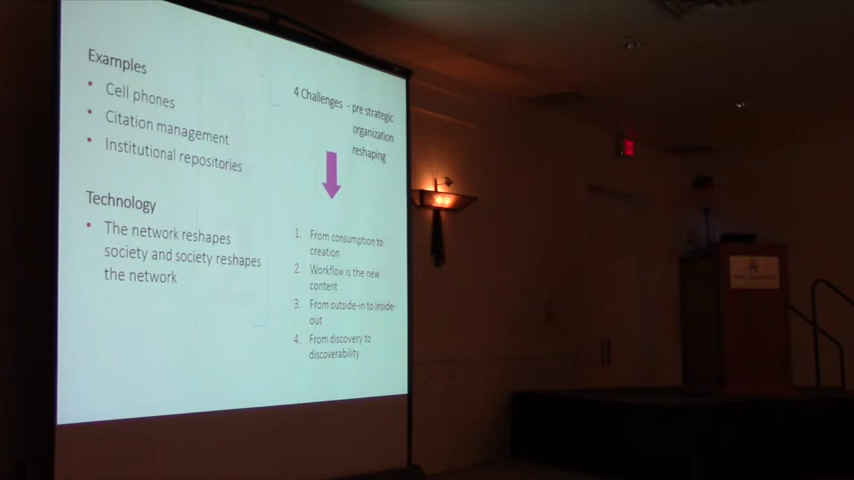 Examples
• Cell phones
• Citation management
• Institutional repositories
Technology
• The network reshapes
society and society reshapes
the network
4 Challenges - pre strategic
organization
reshaping
1. From consumption to
creation
2. Workflow is the new
content
3. From outside-in to inside-
out
4. From discovery to
discoverability